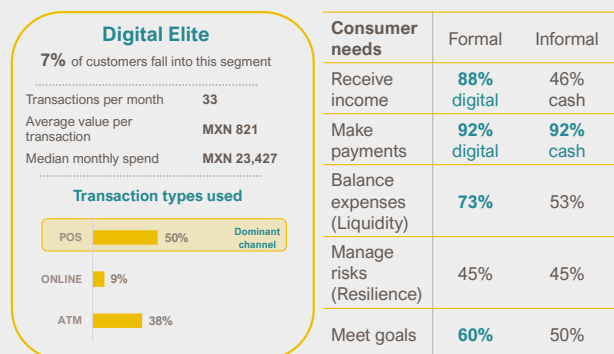 Digital Elite
7% of customers fall into this segment
Transactions per month 33
Average value per
transaction MXN 821
Median monthly spend MXN 23,427
Transaction types used
POS 50% Dominant
channel
ONLINE 9%
ATM 38%
Consumer
needs Formal Informal
Receive 88% 46%
income digital cash
Make 92% 92%
payments digital cash
Balance
expenses 73% 53%
(Liquidity)
Manage
risks 45% 45%
(Resilience)
Meet goals 60% 50%